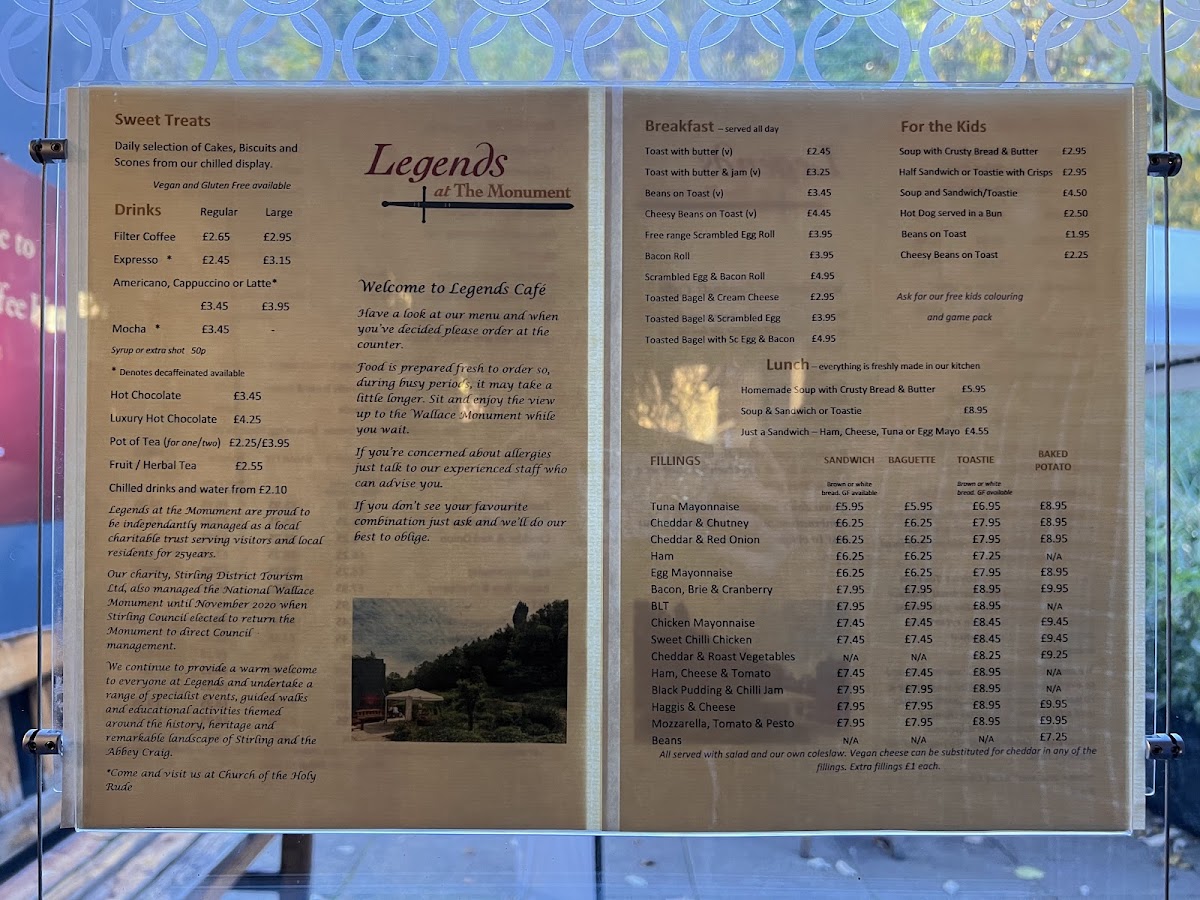 Sweet Treats
Daily selection of Cakes, Biscuits and
Scones from our chilled display.
Vegan and Gluten Free available
Drinks Regular Large
Filter Coffee £2.65 £2.95
Expresso * £2.45 £3.15
Americano, Cappuccino or Latte*
£3.45 £3.95
Mocha * £3.45 -
Syrup or extra shot 50p
* Denotes decaffeinated available
Hot Chocolate £3.45
Luxury Hot Chocolate £4.25
Pot of Tea (for one/two) £2.25/£3.95
Fruit / Herbal Tea £2.55
Chilled drinks and water from £2.10
Legends at the Monument are proud to
be independantly managed as a local
charitable trust serving visitors and local
residents for 25years.
Our charity, Stirling District Tourism
Ltd, also managed the National Wallace
Monument until November 2020 when
Stirling Council elected to return the
Monument to direct Council
management.
We continue to provide a warm welcome
to everyone at Legends and undertake a
range of specialist events, guided walks
and educational activities themed
around the history, heritage and
remarkable landscape of Stirling and the
Abbey Craig.
*Come and visit us at Church of the Holy
Rude
Legends
at The Monument
Welcome to Legends Café
Have a look at our menu and when
you've decided please order at the
counter.
Food is prepared fresh to order so,
during busy periods, it may take a
little longer. Sit and enjoy the view
up to the Wallace Monument while
you wait.
If you're concerned about allergies
just talk to our experienced staff who
can advise you.
If you don't see your favourite
combination just ask and we'll do our
best to oblige.
Breakfast – served all day
Toast with butter (v) £2.45
Toast with butter & jam (v) £3.25
Beans on Toast (v) £3.45
Cheesy Beans on Toast (v) £4.45
Free range Scrambled Egg Roll £3.95
Bacon Roll £3.95
Scrambled Egg & Bacon Roll £4.95
Toasted Bagel & Cream Cheese £2.95
Toasted Bagel & Scrambled Egg £3.95
Toasted Bagel with Sc Egg & Bacon £4.95
For the Kids
Soup with Crusty Bread & Butter £2.95
Half Sandwich or Toastie with Crisps £2.95
Soup and Sandwich/Toastie £4.50
Hot Dog served in a Bun £2.50
Beans on Toast £1.95
Cheesy Beans on Toast £2.25
Ask for our free kids colouring
and game pack
Lunch – everything is freshly made in our kitchen
Homemade Soup with Crusty Bread & Butter £5.95
Soup & Sandwich or Toastie £8.95
Just a Sandwich – Ham, Cheese, Tuna or Egg Mayo £4.55
FILLINGS SANDWICH BAGUETTE TOASTIE BAKED POTATO
Brown or white bread. GF available Brown or white bread. GF available
Tuna Mayonnaise £5.95 £5.95 £6.95 £8.95
Cheddar & Chutney £6.25 £6.25 £7.95 £8.95
Cheddar & Red Onion £6.25 £6.25 £7.95 £8.95
Ham £6.25 £6.25 £7.25 N/A
Egg Mayonnaise £6.25 £6.25 £7.95 £8.95
Bacon, Brie & Cranberry £7.95 £7.95 £8.95 £9.95
BLT £7.95 £7.95 £8.95 N/A
Chicken Mayonnaise £7.45 £7.45 £8.45 £9.45
Sweet Chilli Chicken £7.45 £7.45 £8.45 £9.45
Cheddar & Roast Vegetables N/A N/A £8.25 £9.25
Ham, Cheese & Tomato £7.45 £7.45 £8.95 N/A
Black Pudding & Chilli Jam £7.95 £7.95 £8.95 N/A
Haggis & Cheese £7.95 £7.95 £8.95 £9.95
Mozzarella, Tomato & Pesto £7.95 £7.95 £8.95 £9.95
Beans N/A N/A N/A £7.25
All served with salad and our own coleslaw. Vegan cheese can be substituted for cheddar in any of the
fillings. Extra fillings £1 each.